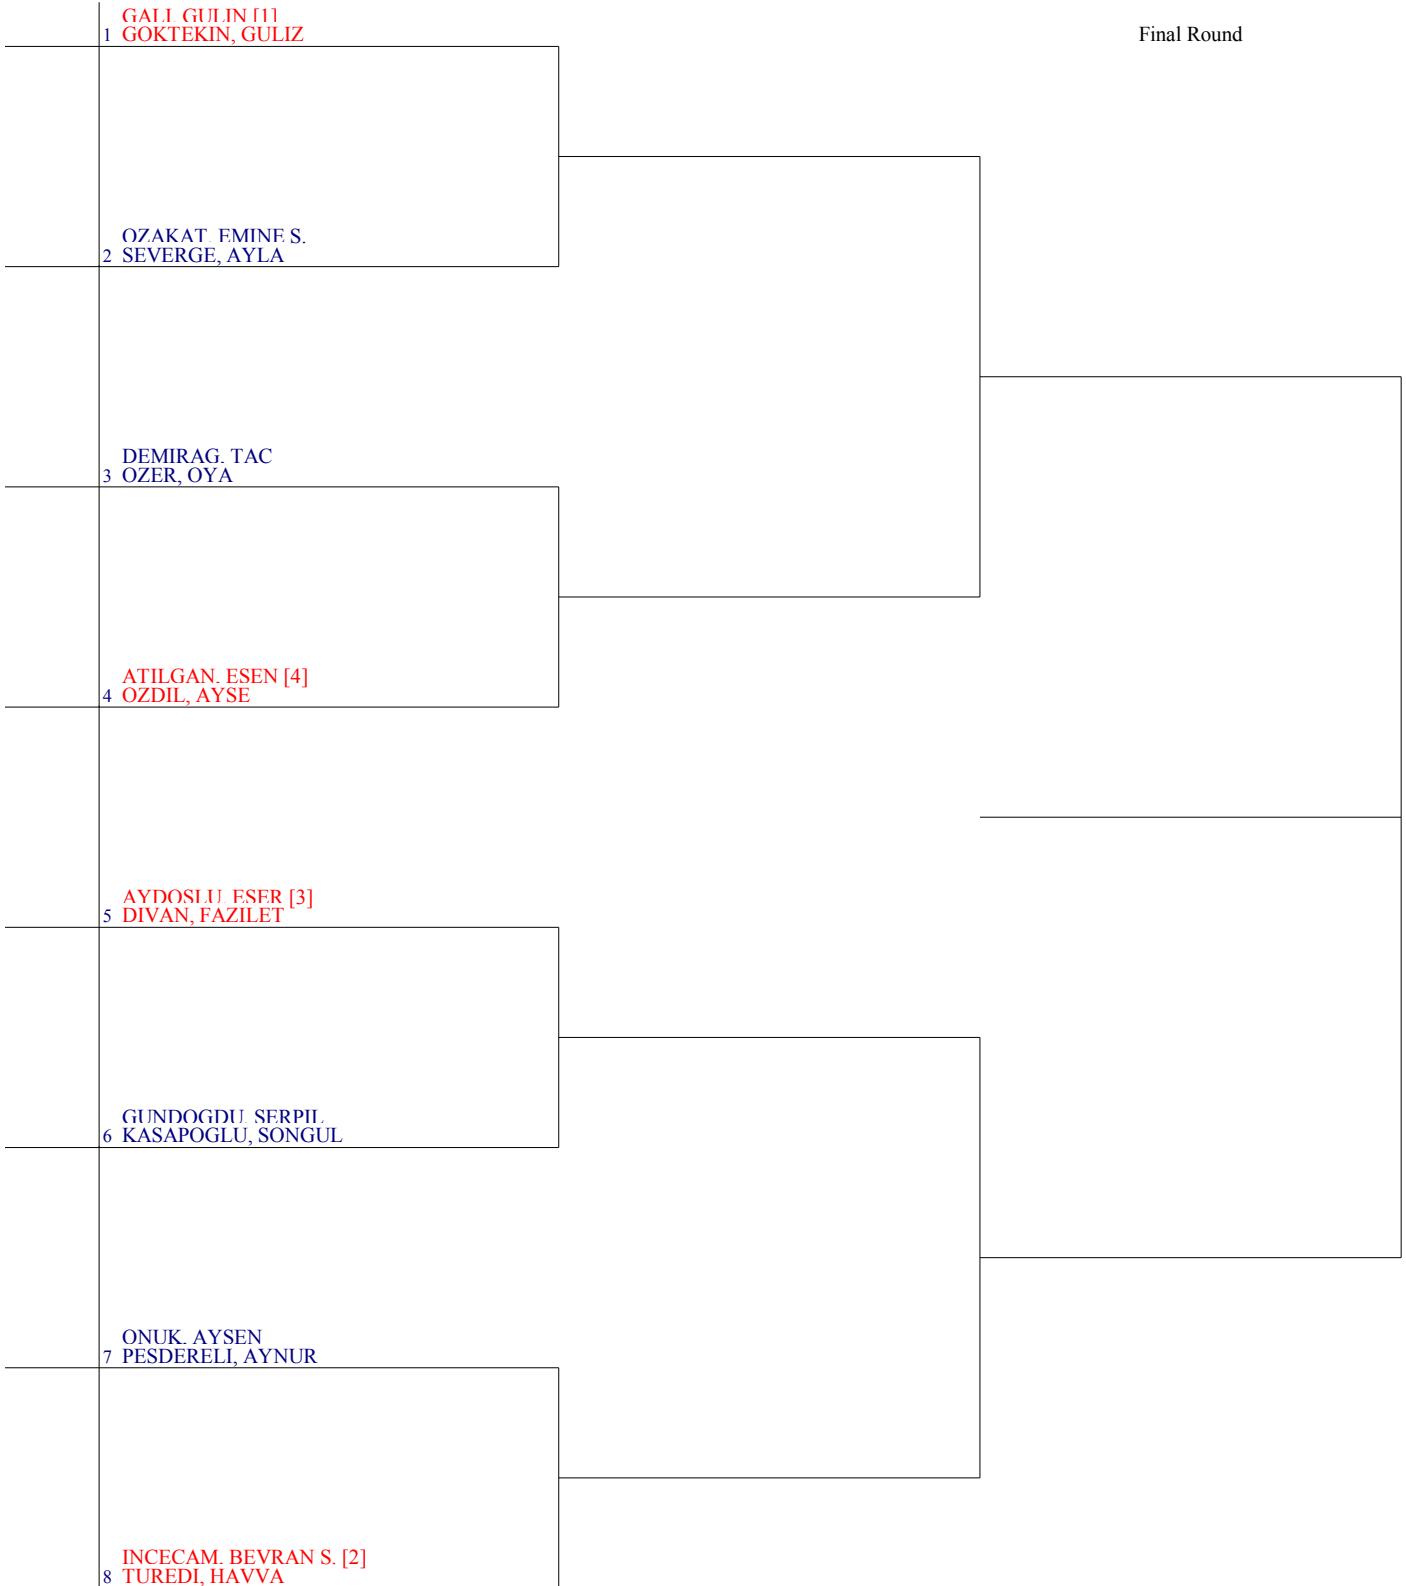 GALI, GULIN [1]
1 GOKTEKIN, GULIZ
Final Round
OZAKAT, EMINE S.
2 SEVERGE, AYLA
DEMIRAG, TAC
3 OZER, OYA
ATILGAN, ESEN [4]
4 OZDIL, AYSE
AYDOSLU, ESER [3]
5 DIVAN, FAZILET
GUNDOGDU, SERPIL
6 KASAPOGLU, SONGUL
ONUK, AYSEN
7 PESDERELI, AYNUR
INCECAM, BEVRAN S. [2]
8 TUREDI, HAVVA